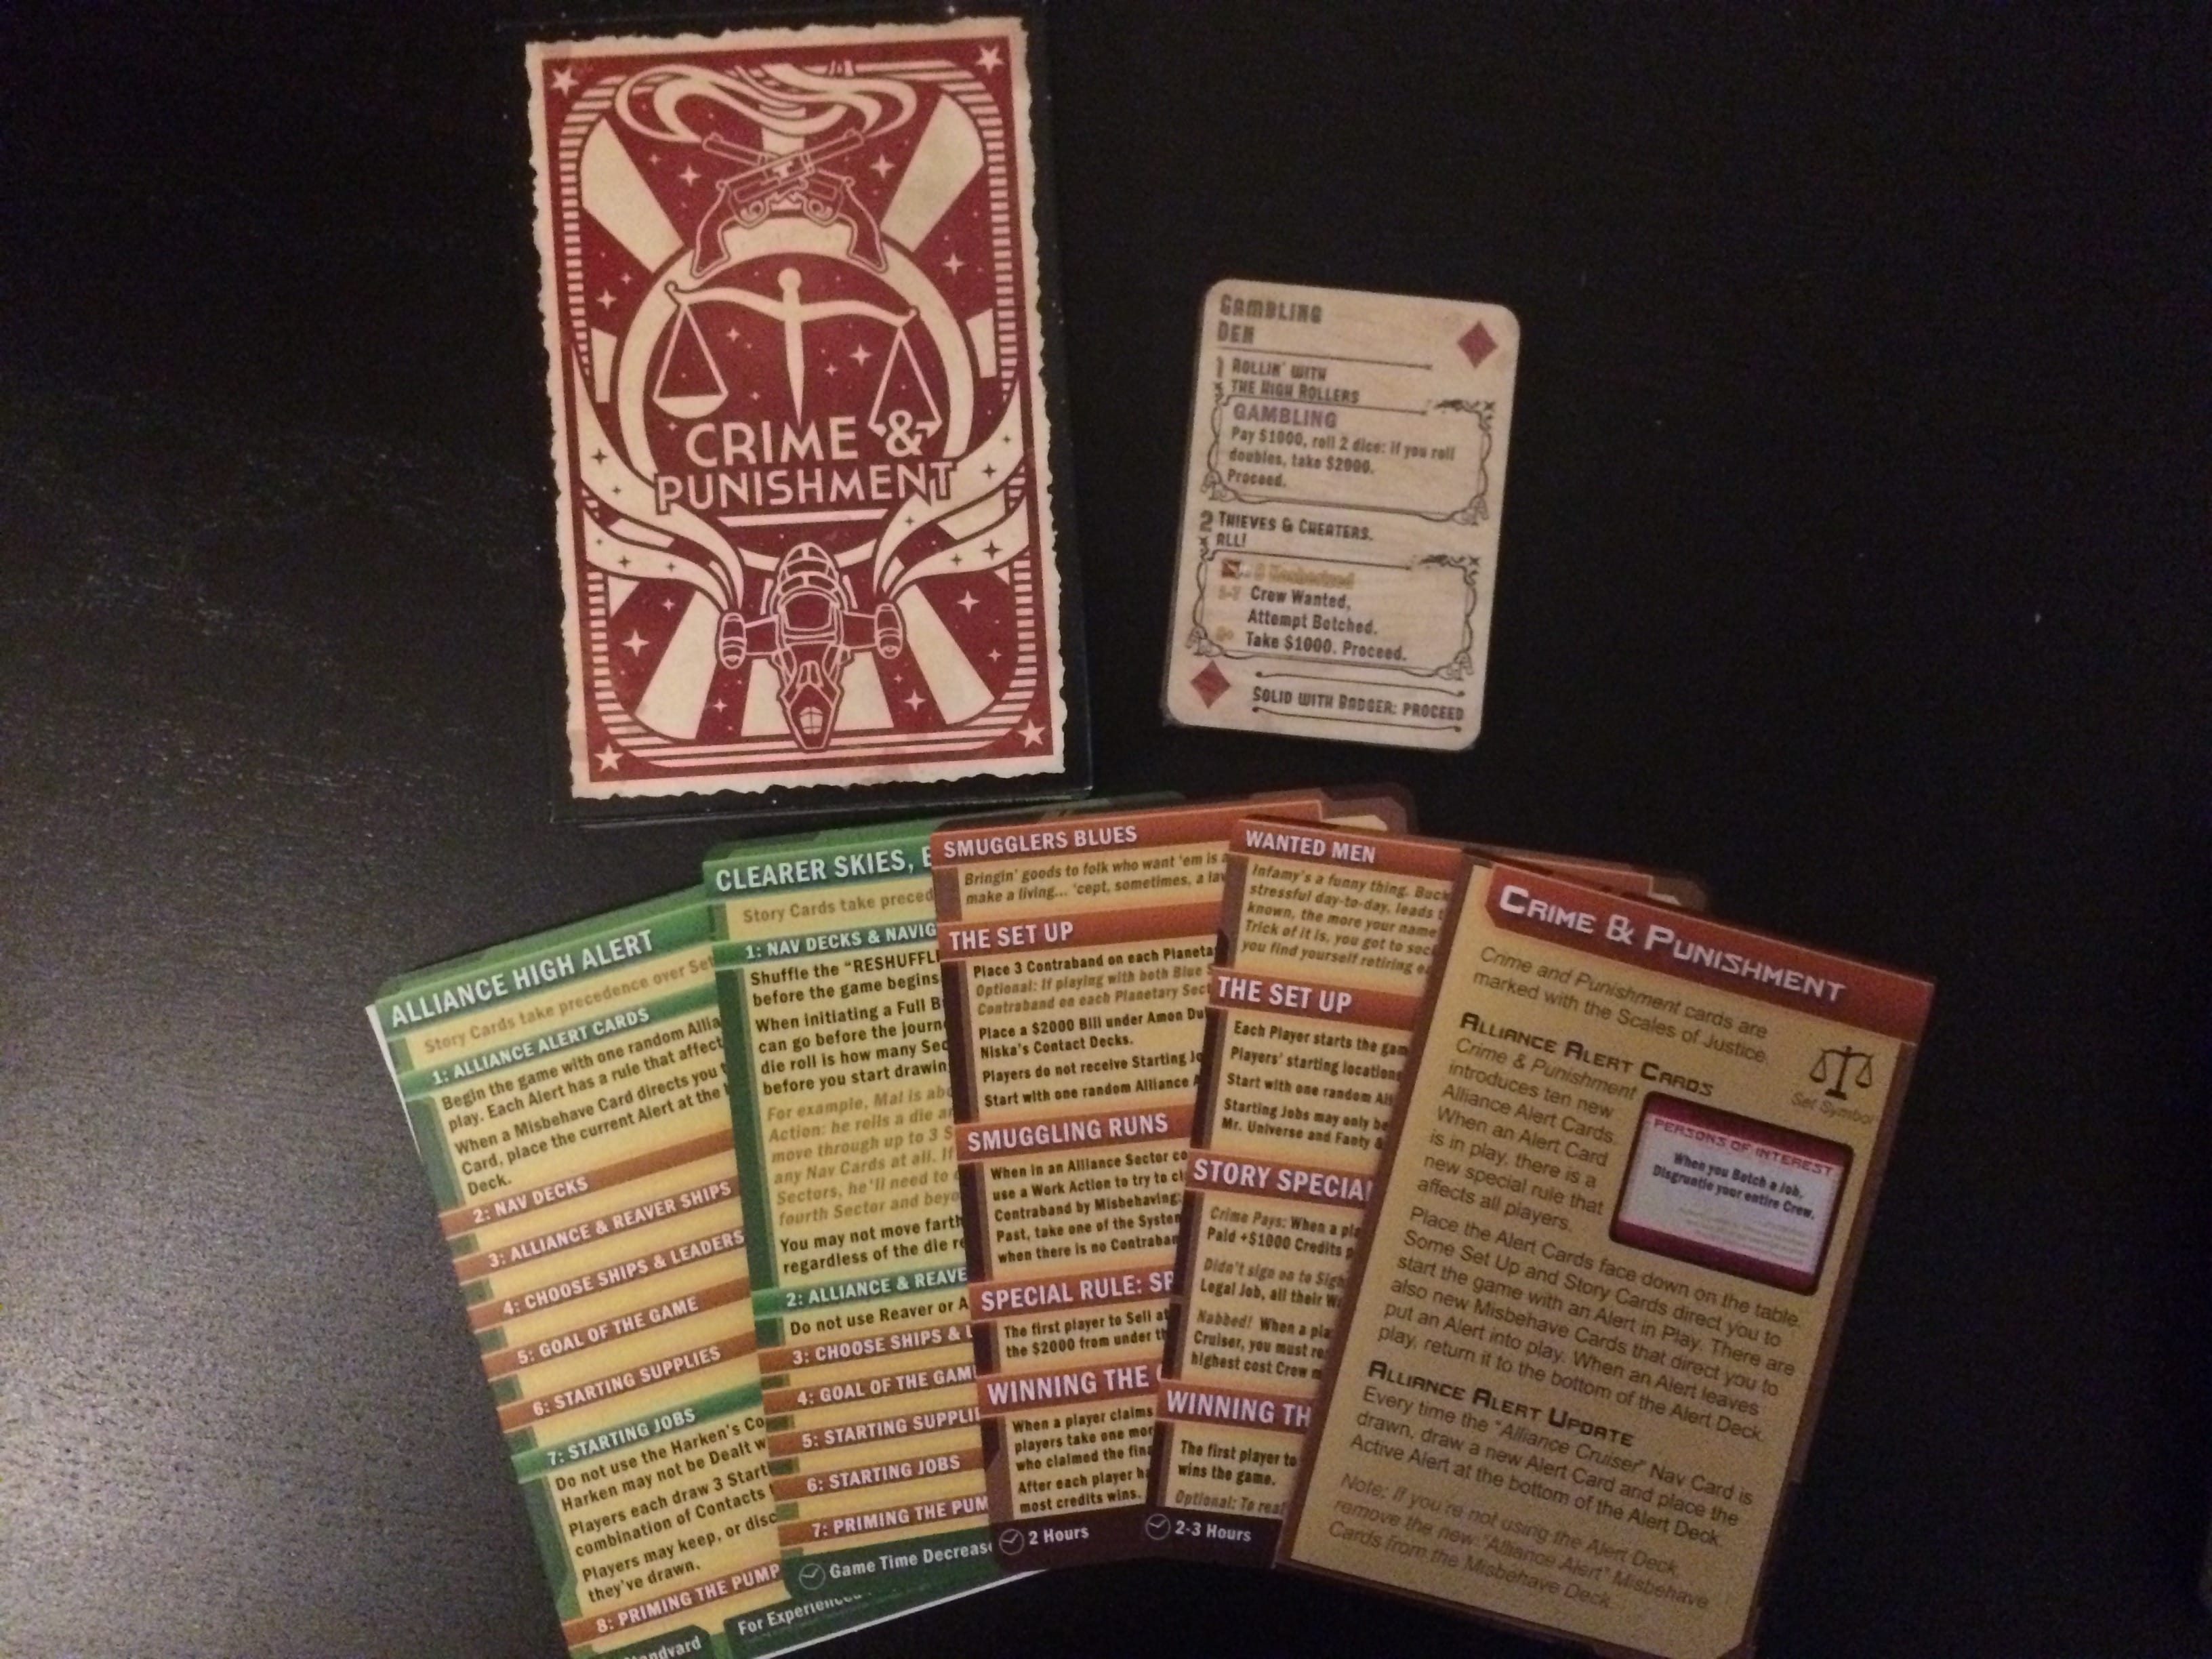 CRIME &
PUNISHMENT
GAMBLING
DEN
1 ROLLIN' WITH
THE HIGH ROLLERS
GAMBLING
Pay $1000, roll 2 dice: if you roll
doubles, take $2000.
Proceed.
2 THIEVES & CHEATERS,
ALL!
Crew Wanted,
Attempt Botched.
Take $1000. Proceed.
SOLID WITH BADGER: PROCEED
ALLIANCE HIGH ALERT
Story Cards take precedence over Set
1: ALLIANCE ALERT CARDS
Begin the game with one random Allia
play. Each Alert has a rule that affect
When a Misbehave Card directs you
Card, place the current Alert at the
Deck.
2: NAV DECKS
3: ALLIANCE & REAVER SHIPS
4: CHOOSE SHIPS & LEADERS
5: GOAL OF THE GAME
6: STARTING SUPPLIES
7: STARTING JOBS
Do not use the Harken's Co
Harken may not be Dealt w
Players each draw 3 Start
combination of Contacts
Players may keep, or disc
they've drawn.
8: PRIMING THE PUMP
CLEARER SKIES,
Story Cards take preced
1: NAV DECKS & NAVIG
Shuffle the "RESHUFFL
before the game begins
When initiating a Full B
can go before the journ
die roll is how many Sec
before you start drawin
For example, Mal is abo
Action: he rolls a die an
move through up to 3 S
any Nav Cards at all. If
Sectors, he'll need to
fourth Sector and beyo
You may not move farth
regardless of the die re
2: ALLIANCE & REAVE
Do not use Reaver or A
3: CHOOSE SHIPS & L
4: GOAL OF THE GAM
5: STARTING SUPPLI
6: STARTING JOBS
7: PRIMING THE PUM
Game Time Decreas
For Experienced
SMUGGLERS BLUES
Bringin' goods to folk who want 'em is a
make a living... 'cept, sometimes, a law
THE SET UP
Place 3 Contraband on each Planeta
Optional: If playing with both Blue S
Contraband on each Planetary Sect
Place a $2000 Bill under Amon Du
Niska's Contact Decks.
Players do not receive Starting Jo
Start with one random Alliance A
SMUGGLING RUNS
When in an Alliance Sector co
use a Work Action to try to cl
Contraband by Misbehaving:
Past, take one of the System
when there is no Contraban
SPECIAL RULE: SP
The first player to Sell at
the $2000 from under th
WINNING THE G
When a player claims
players take one mor
who claimed the fina
After each player ha
most credits wins.
2 Hours
WANTED MEN
Infamy's a funny thing. Buck
stressful day-to-day, leads t
known, the more your name
Trick of it is, you got to sock
you find yourself retiring e
THE SET UP
Each Player starts the gam
Players' starting locations
Start with one random All
Starting Jobs may only be
Mr. Universe and Fanty &
STORY SPECIAL
Crime Pays: When a pla
Paid +$1000 Credits p
Didn't sign on to
Legal Job, all their W
Nabbed! When a pla
Cruiser, you must re
highest cost Crew m
WINNING TH
The first player to
wins the game.
Optional: To real
2-3 Hours
CRIME & PUNISHMENT
Crime and Punishment cards are
marked with the Scales of Justice.
Set Symbol
ALLIANCE ALERT CARDS
Crime & Punishment
introduces ten new
Alliance Alert Cards.
When an Alert Card
is in play, there is a
new special rule that
affects all players.
PERSONS OF INTEREST
When you Botch a Job,
Disgruntle your entire Crew.
Place the Alert Cards face down on the table.
Some Set Up and Story Cards direct you to
start the game with an Alert in Play. There are
also new Misbehave Cards that direct you to
put an Alert into play. When an Alert leaves
play, return it to the bottom of the Alert Deck.
ALLIANCE ALERT UPDATE
Every time the "Alliance Cruiser" Nav Card is
drawn, draw a new Alert Card and place the
Active Alert at the bottom of the Alert Deck.
Note: If you're not using the Alert Deck
remove the new "Alliance Alert" Misbehave
Cards from the Misbehave Deck.